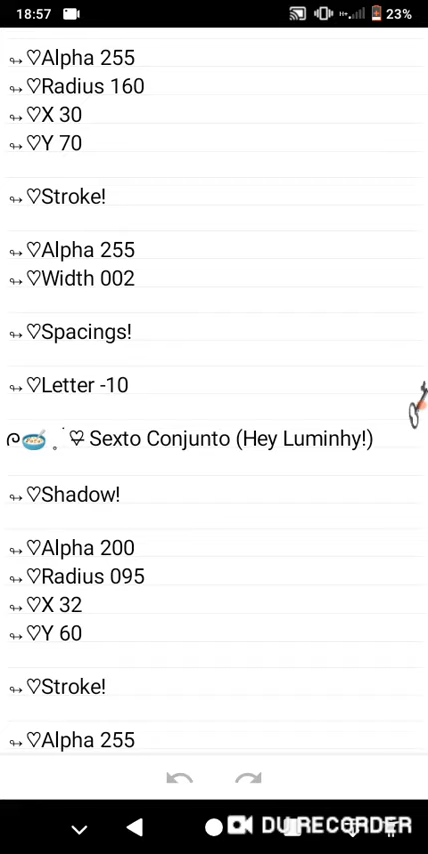 18:57 23%
↬♡Alpha 255
↬♡Radius 160
↬♡X 30
↬♡Y 70
↬♡Stroke!
↬♡Alpha 255
↬♡Width 002
↬♡Spacings!
↬♡Letter -10
ᰔ🍲 ˳ ׄ ♡ Sexto Conjunto (Hey Luminhy!)
↬♡Shadow!
↬♡Alpha 200
↬♡Radius 095
↬♡X 32
↬♡Y 60
↬♡Stroke!
↬♡Alpha 255
DU RECORDER